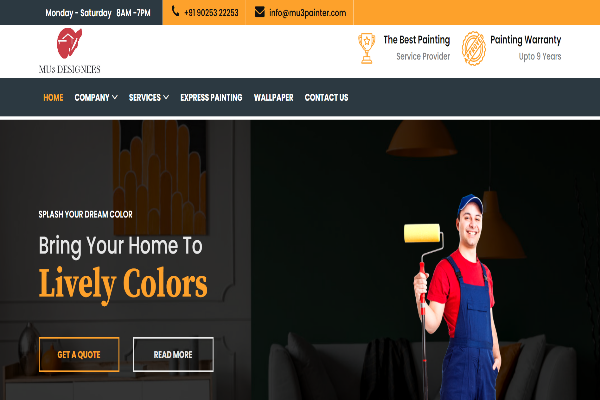 Monday - Saturday 8AM -7PM
+91 90253 22253
info@mu3painter.com
MUs DESIGNERS
The Best Painting
Service Provider
Painting Warranty
Upto 9 Years
HOME COMPANY SERVICES EXPRESS PAINTING WALLPAPER CONTACT US
SPLASH YOUR DREAM COLOR
Bring Your Home To
Lively Colors
GET A QUOTE
READ MORE